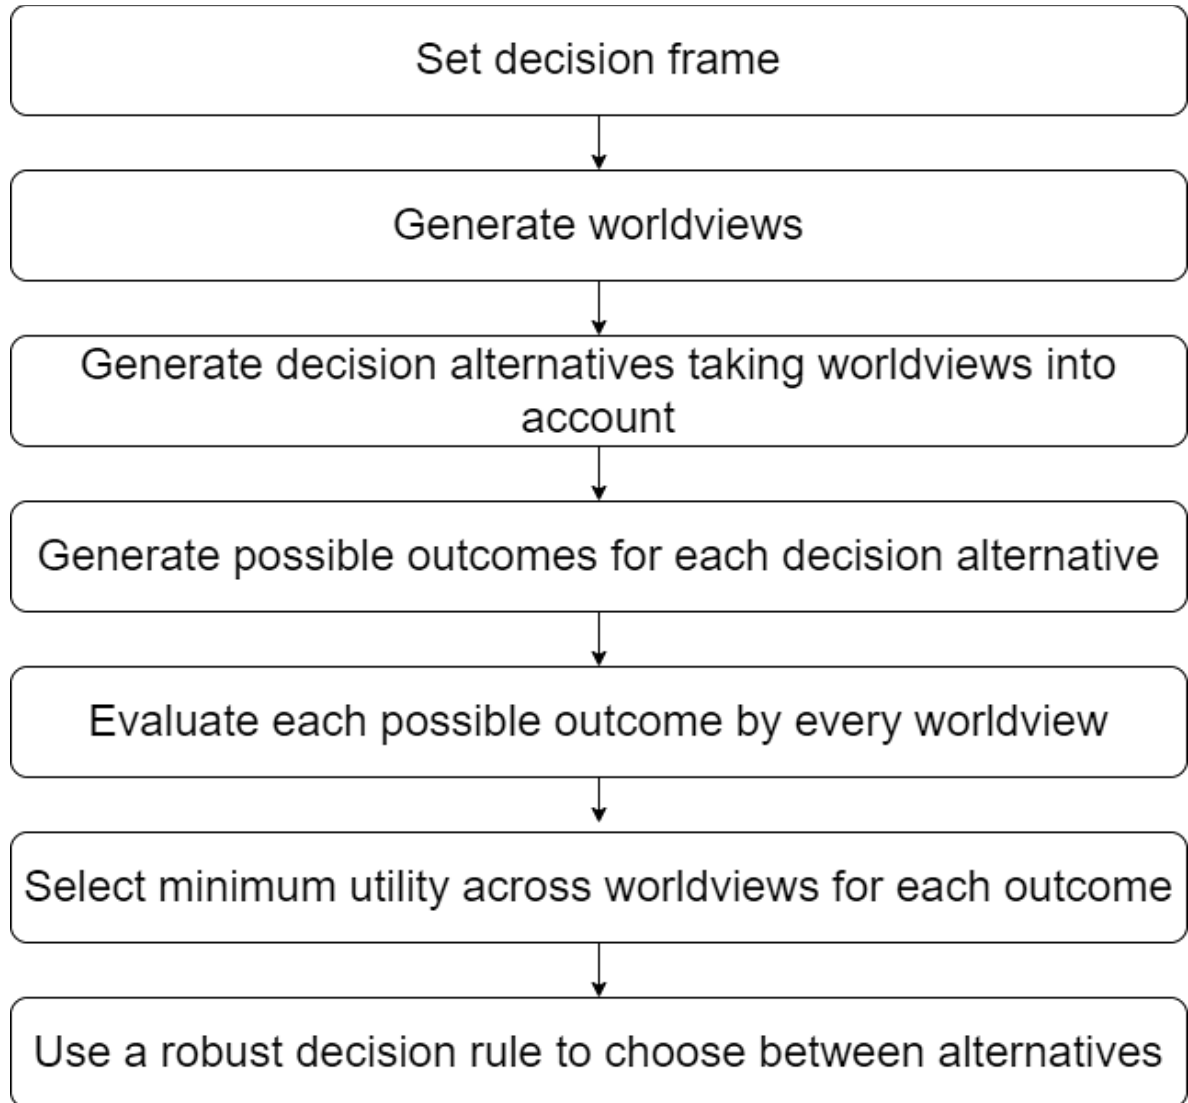 Set decision frame
Generate worldviews
Generate decision alternatives taking worldviews into
account
Generate possible outcomes for each decision alternative
Evaluate each possible outcome by every worldview
Select minimum utility across worldviews for each outcome
Use a robust decision rule to choose between alternatives